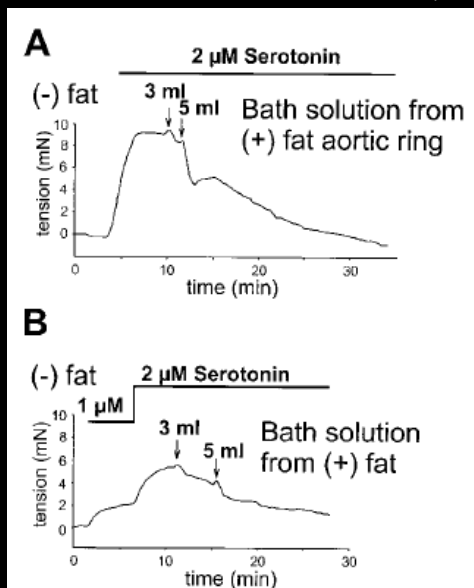 A
2 µM Serotonin
(-) fat
3 ml
5 ml
Bath solution from
(+) fat aortic ring
tension (mN)
10
8
6
4
2
0
0 10 20 30
time (min)
B
(-) fat
2 µM Serotonin
1 µM
3 ml
5 ml
Bath solution
from (+) fat
tension (mN)
10
8
6
4
2
0
0 10 20 30
time (min)